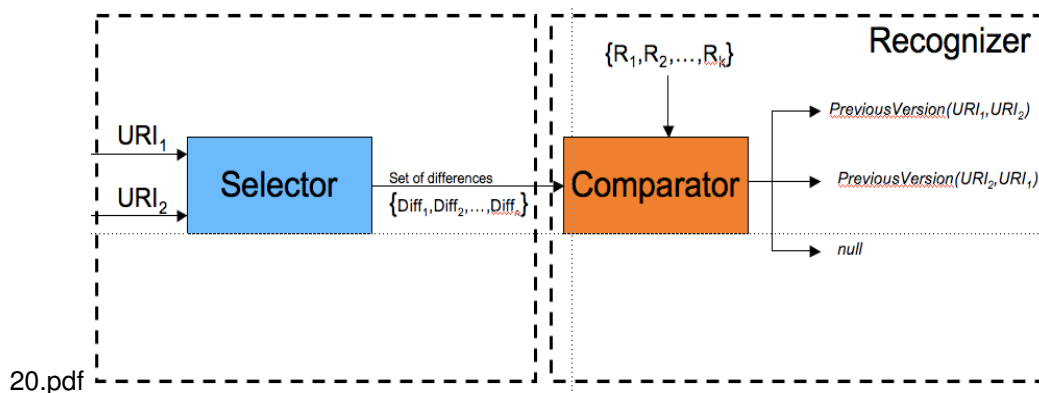 Recognizer
{R1,R2,...,Rk}
PreviousVersion(URI1,URI2)
URI1
Selector
Set of differences
{Diff1,Diff2,...,Diffn}
URI2
Comparator
PreviousVersion(URI2,URI1)
null
20.pdf